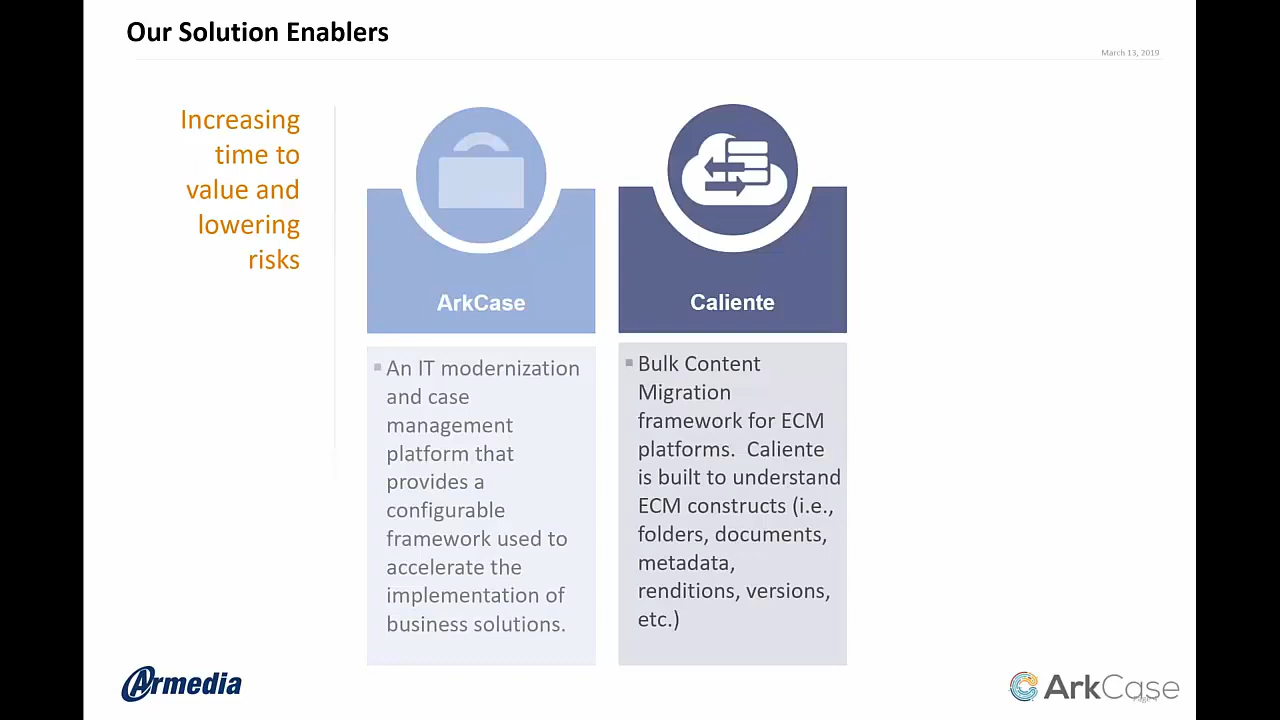 Our Solution Enablers
March 13, 2019
Increasing
time to
value and
lowering
risks
ArkCase
An IT modernization
and case
management
platform that
provides a
configurable
framework used to
accelerate the
implementation of
business solutions.
Caliente
Bulk Content
Migration
framework for ECM
platforms. Caliente
is built to understand
ECM constructs (i.e.,
folders, documents,
metadata,
renditions, versions,
etc.)
Armedia
ArkCase